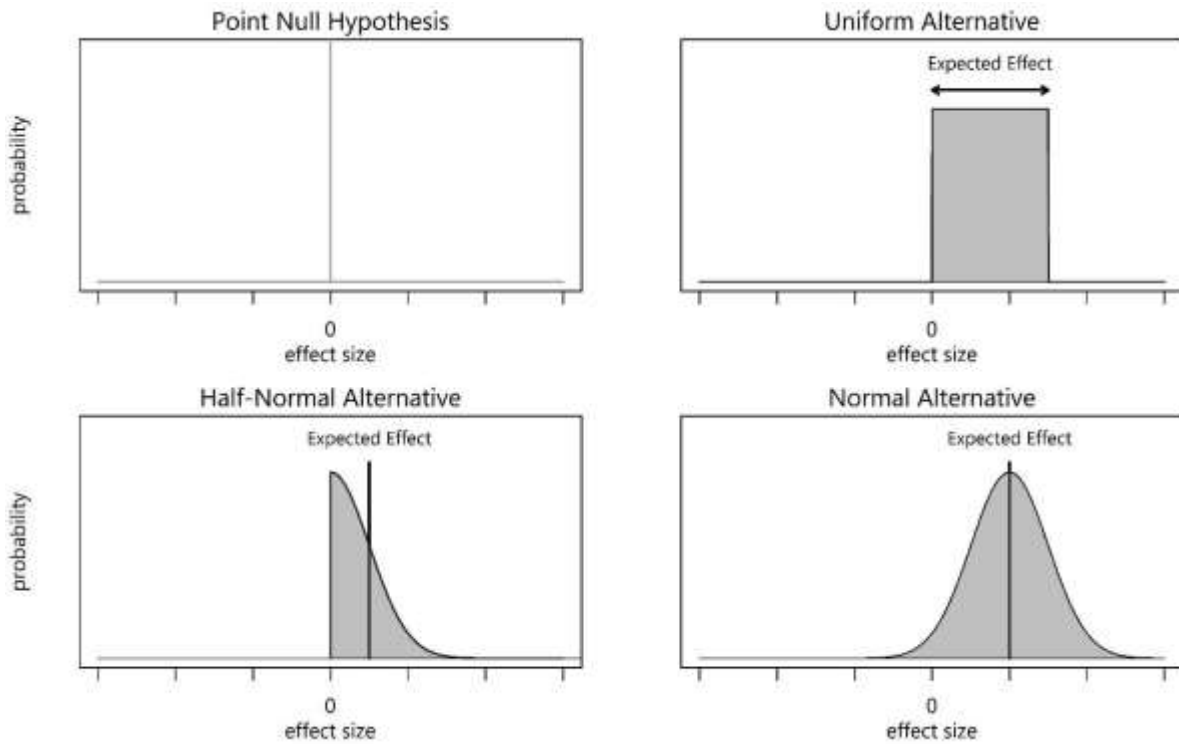 Point Null Hypothesis
probability
0
effect size
Uniform Alternative
Expected Effect
0
effect size
Half-Normal Alternative
Expected Effect
probability
0
effect size
Normal Alternative
Expected Effect
0
effect size